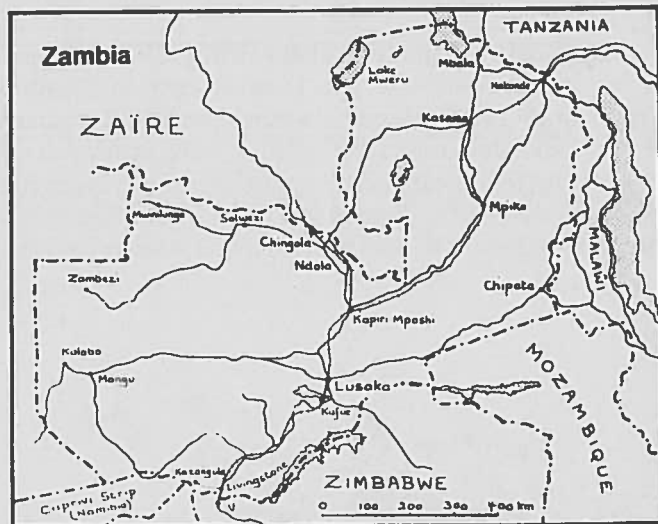 Zambia
TANZANIA
Mbala
Nakonde
Lake
Mweru
Kasama
ZAÏRE
Mpika
Mwinilunga
Solwezi
Chingola
Ndola
MALAWI
Zambezi
Chipata
Kapiri Mposhi
Kalabo
Mongu
Lusaka
Kafue
MOZAMBIQUE
Kazangula
Livingstone
Caprivi Strip
(Namibia)
V
ZIMBABWE
0 100 200 300 400 km